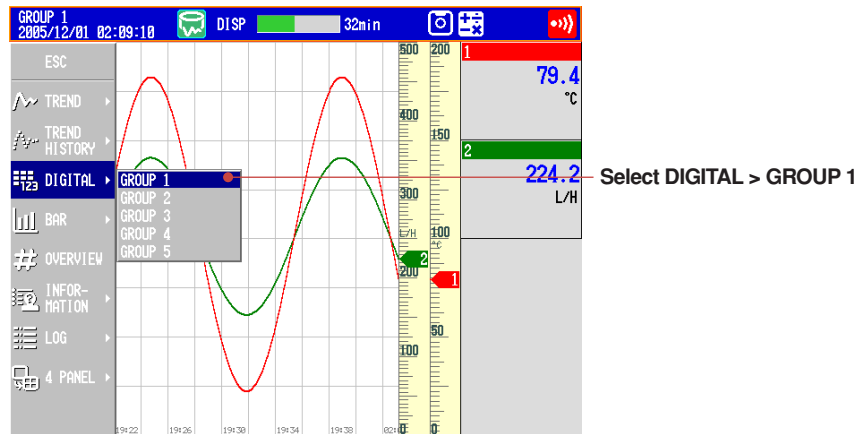 GROUP 1
2005/12/01 02:09:10
DISP
32min
ESC
TREND
TREND
HISTORY
123 DIGITAL
BAR
OVERVIEW
INFOR-
MATION
LOG
4 PANEL
GROUP 1
GROUP 2
GROUP 3
GROUP 4
GROUP 5
500
400
300
L/H
200
100
0
200
150
100
°C
50
0
2
1
19:22
19:26
19:30
19:34
19:38
1
79.4
°C
2
224.2
L/H
Select DIGITAL > GROUP 1